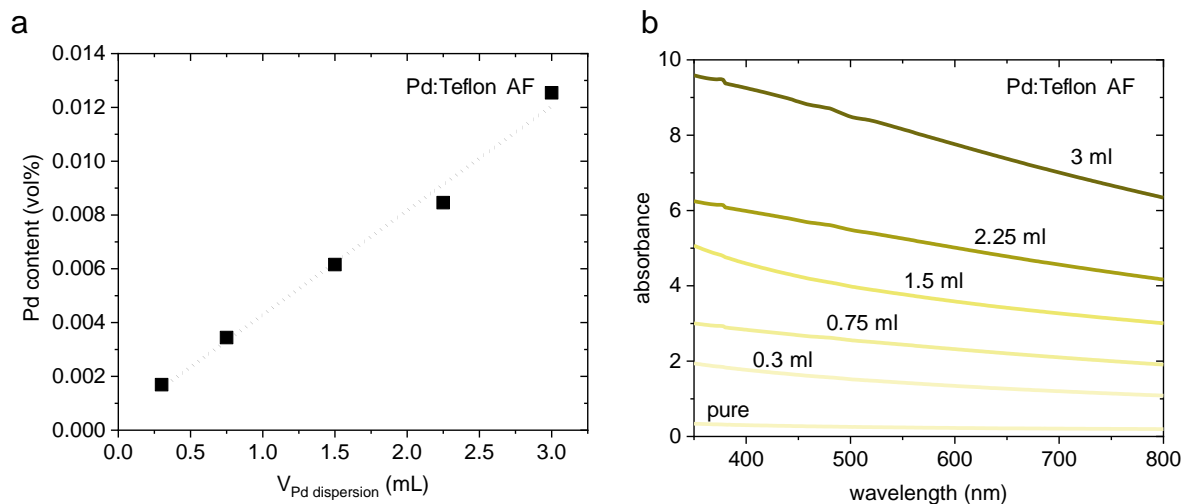 a
0.014
0.012
0.010
0.008
0.006
0.004
0.002
0.000
Pd content (vol%)
Pd:Teflon AF
0.0 0.5 1.0 1.5 2.0 2.5 3.0
V_Pd dispersion (mL)
b
10
8
6
4
2
0
absorbance
Pd:Teflon AF
3 ml
2.25 ml
1.5 ml
0.75 ml
0.3 ml
pure
400 500 600 700 800
wavelength (nm)